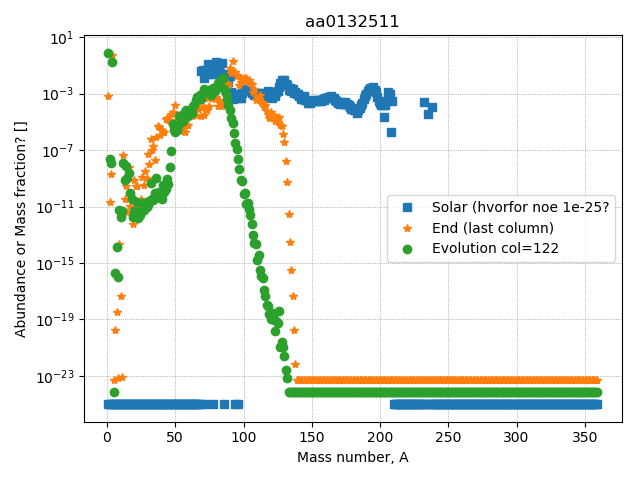 aa0132511
Abundance or Mass fraction? []
10^1
10^-3
10^-7
10^-11
10^-15
10^-19
10^-23
Solar (hvorfor noe 1e-25?
End (last column)
Evolution col=122
0 50 100 150 200 250 300 350
Mass number, A